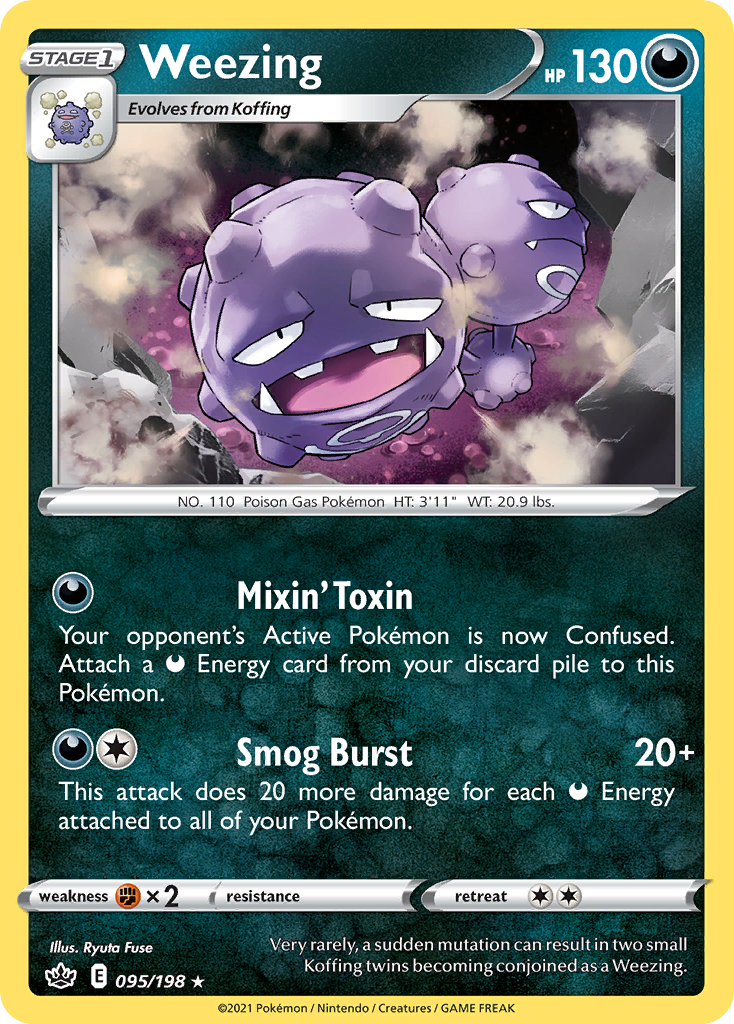 STAGE1
Weezing
HP 130
Evolves from Koffing
NO. 110 Poison Gas Pokémon HT: 3'11" WT: 20.9 lbs.
Mixin' Toxin
Your opponent's Active Pokémon is now Confused.
Attach a Energy card from your discard pile to this
Pokémon.
Smog Burst 20+
This attack does 20 more damage for each Energy
attached to all of your Pokémon.
weakness ×2 resistance retreat
Illus. Ryuta Fuse
Very rarely, a sudden mutation can result in two small
Koffing twins becoming conjoined as a Weezing.
E 095/198 ★
©2021 Pokémon / Nintendo / Creatures / GAME FREAK